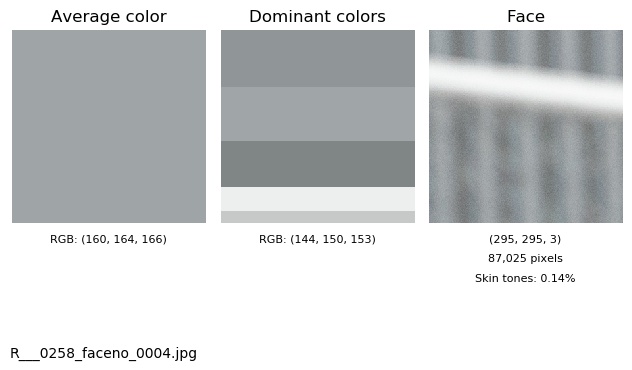 Average color
Dominant colors
Face
RGB: (160, 164, 166)
RGB: (144, 150, 153)
(295, 295, 3)
87,025 pixels
Skin tones: 0.14%
R___0258_faceno_0004.jpg